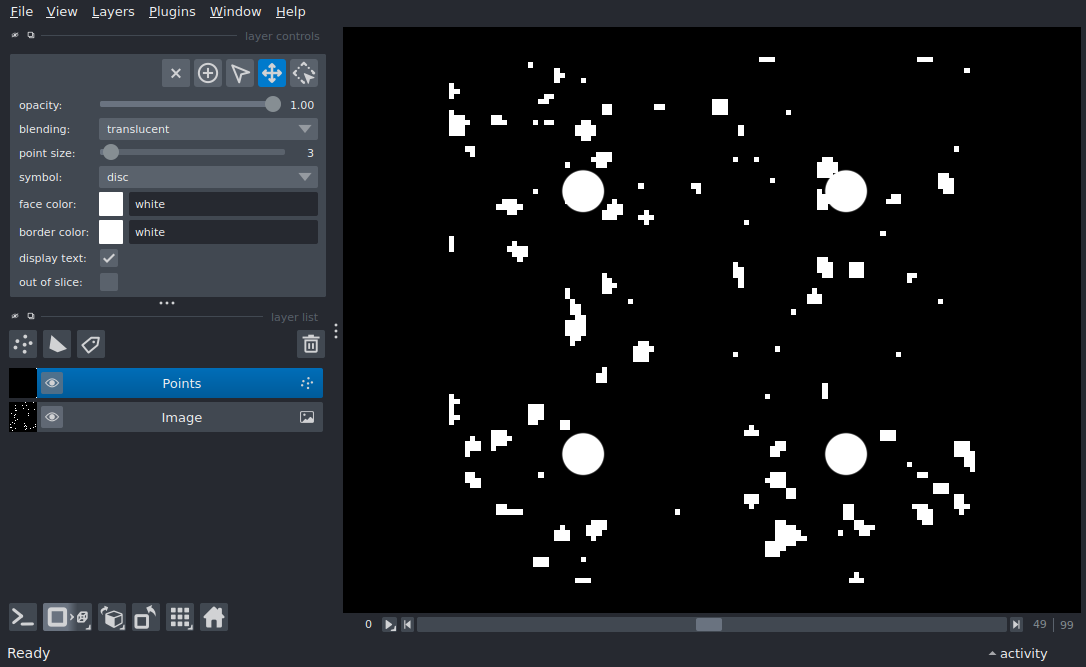 File View Layers Plugins Window Help
layer controls
opacity: 1.00
blending: translucent
point size: 3
symbol: disc
face color: white
border color: white
display text:
out of slice:
layer list
Points
Image
0 49 99
Ready activity